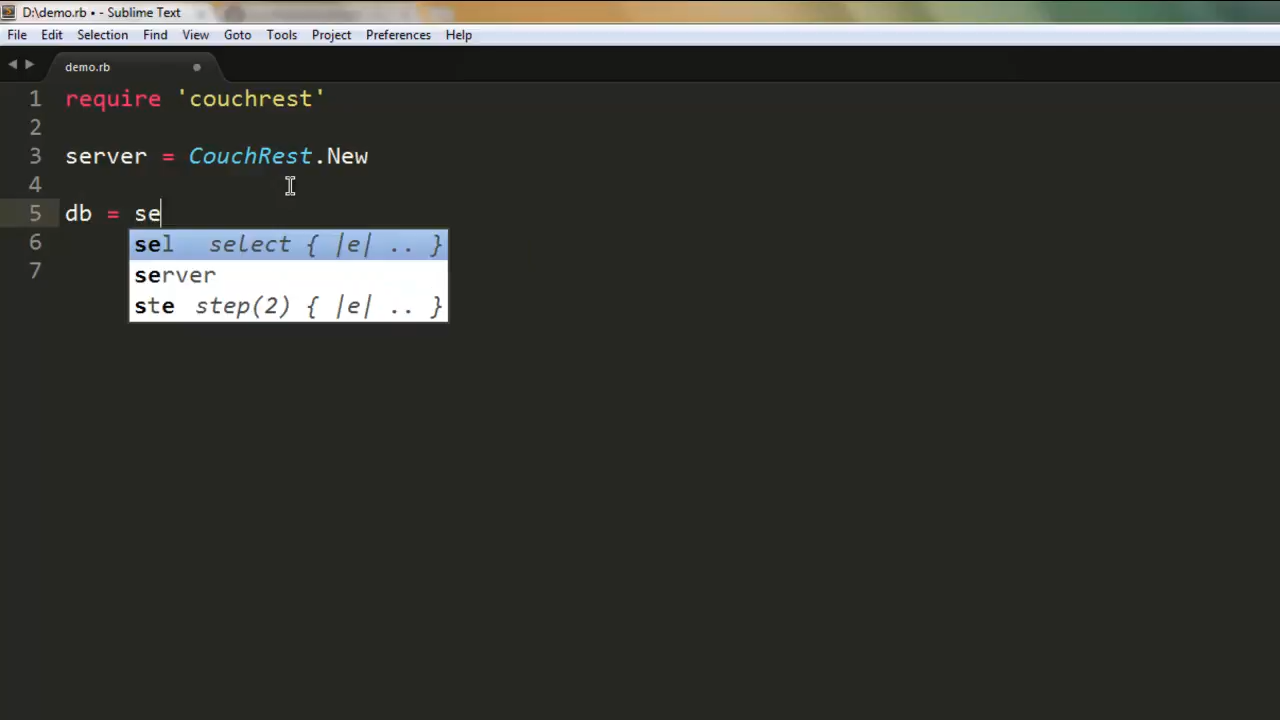 D:\demo.rb • - Sublime Text
File Edit Selection Find View Goto Tools Project Preferences Help
demo.rb
1 require 'couchrest'
2
3 server = CouchRest.New
4
5 db = se
6 sel select { |e| .. }
7 server
ste step(2) { |e| .. }